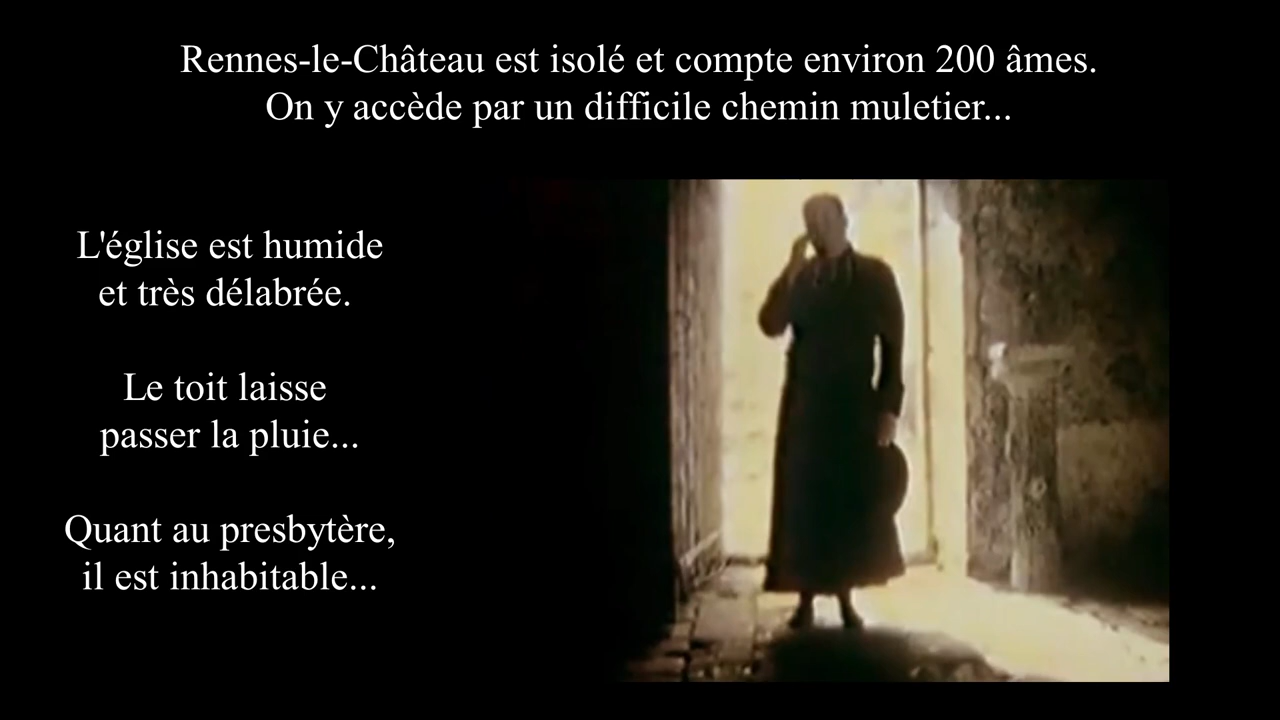 Rennes-le-Château est isolé et compte environ 200 âmes.
On y accède par un difficile chemin muletier...
L'église est humide
et très délabrée.
Le toit laisse
passer la pluie...
Quant au presbytère,
il est inhabitable...